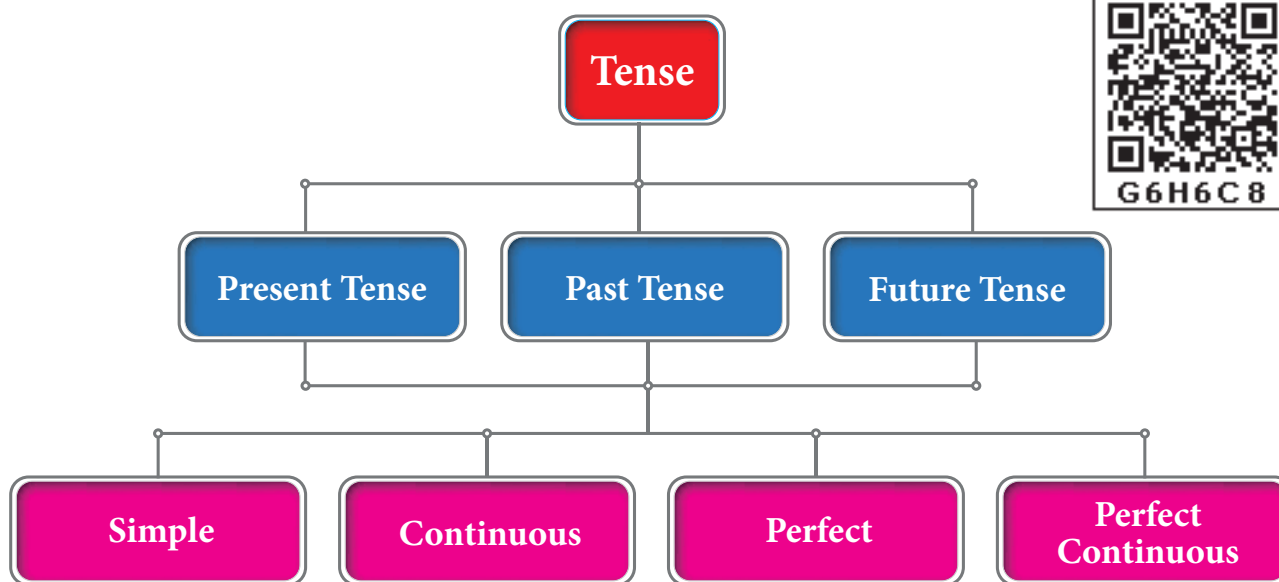 Tense
G6H6C8
Present Tense
Past Tense
Future Tense
Simple
Continuous
Perfect
Perfect
Continuous